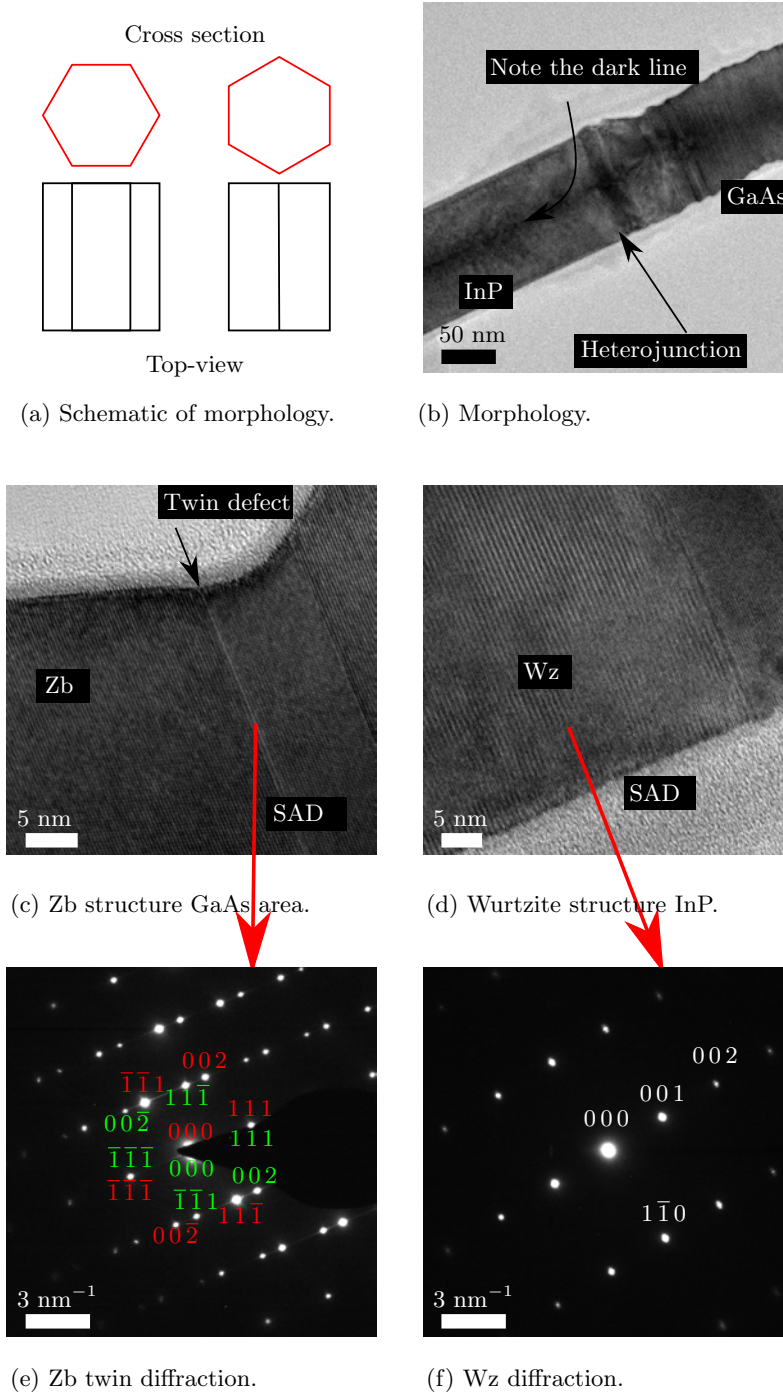 Cross section
Top-view
(a) Schematic of morphology.
Note the dark line
GaAs
InP
50 nm
Heterojunction
(b) Morphology.
Twin defect
Zb
SAD
5 nm
(c) Zb structure GaAs area.
Wz
SAD
5 nm
(d) Wurtzite structure InP.
0 0 2
1̅ 1̅ 1
1 1 1̅
1 1 1
0 0 2̅
0 0 0
1 1 1
1̅ 1̅ 1̅
0 0 0
0 0 2
1̅ 1̅ 1̅
1̅ 1̅ 1
1 1 1̅
0 0 2̅
3 nm⁻¹
(e) Zb twin diffraction.
0 0 2
0 0 1
0 0 0
1 1̅ 0
3 nm⁻¹
(f) Wz diffraction.